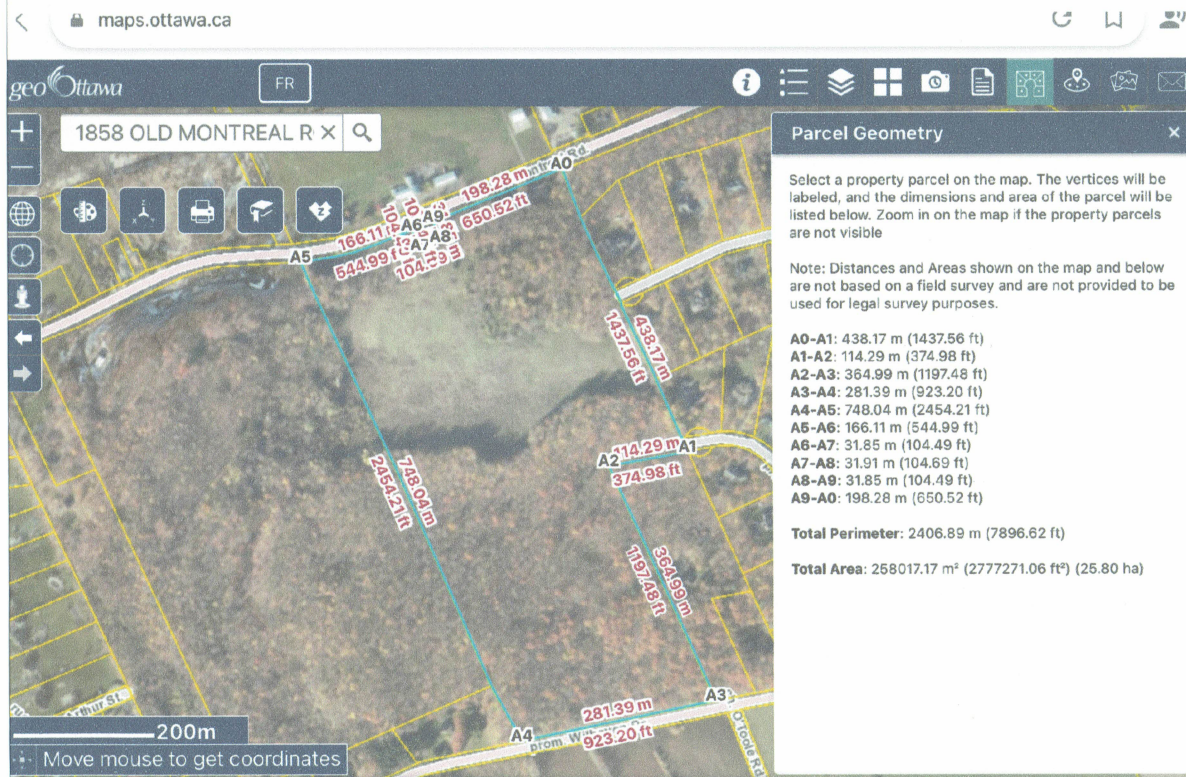 maps.ottawa.ca
geoOttawa
FR
1858 OLD MONTREAL R
Parcel Geometry
Select a property parcel on the map. The vertices will be
labeled, and the dimensions and area of the parcel will be
listed below. Zoom in on the map if the property parcels
are not visible
Note: Distances and Areas shown on the map and below
are not based on a field survey and are not provided to be
used for legal survey purposes.
A0-A1: 438.17 m (1437.56 ft)
A1-A2: 114.29 m (374.98 ft)
A2-A3: 364.99 m (1197.48 ft)
A3-A4: 281.39 m (923.20 ft)
A4-A5: 748.04 m (2454.21 ft)
A5-A6: 166.11 m (544.99 ft)
A6-A7: 31.85 m (104.49 ft)
A7-A8: 31.91 m (104.69 ft)
A8-A9: 31.85 m (104.49 ft)
A9-A0: 198.28 m (650.52 ft)
Total Perimeter: 2406.89 m (7896.62 ft)
Total Area: 258017.17 m² (2777271.06 ft²) (25.80 ha)
Rd.
A0
198.28 m
650.52 ft
A9
A6
A8
A7
166.11
544.99 f
A5
438.17 m
1437.56 ft
A1
114.29 m
A2
374.98 ft
748.04 m
2454.21 ft
364.99 m
1197.48 ft
A3
281.39 m
A4
923.20 ft
O'Toole Rd
rthur St.
200m
Move mouse to get coordinates